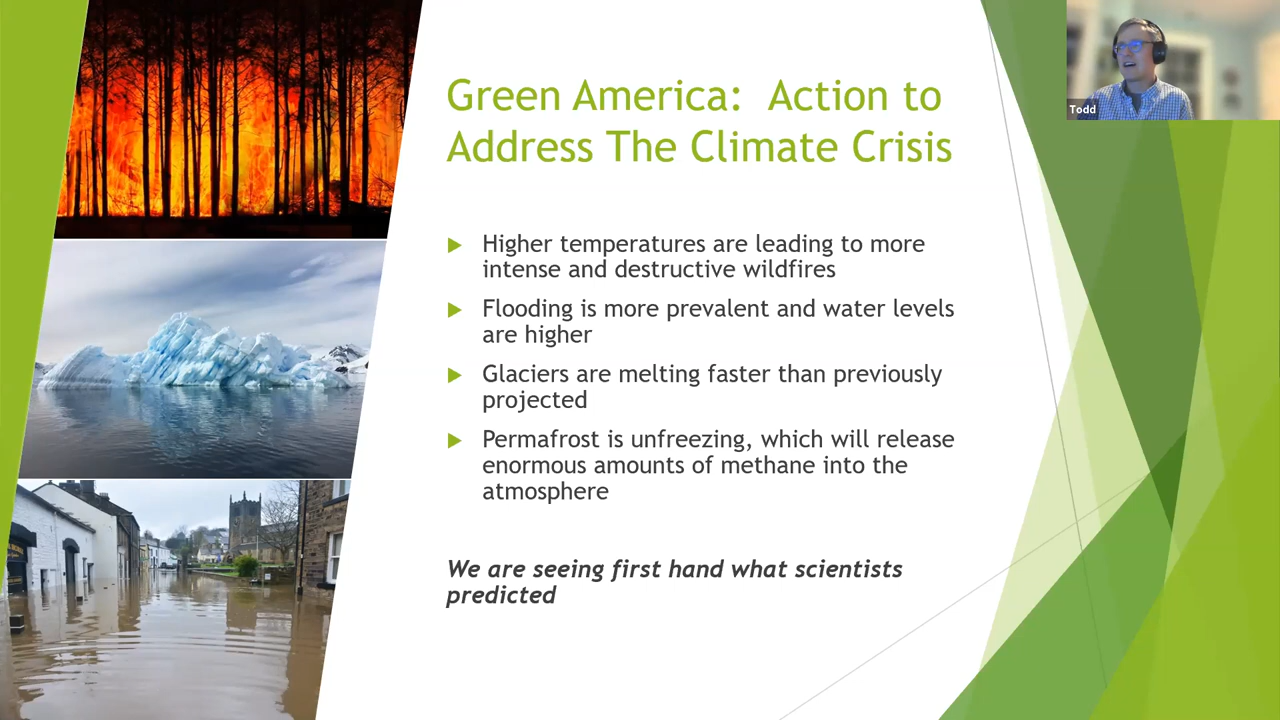 Green America:  Action to
Address The Climate Crisis
Todd
Higher temperatures are leading to more
intense and destructive wildfires
Flooding is more prevalent and water levels
are higher
Glaciers are melting faster than previously
projected
Permafrost is unfreezing, which will release
enormous amounts of methane into the
atmosphere
We are seeing first hand what scientists
predicted